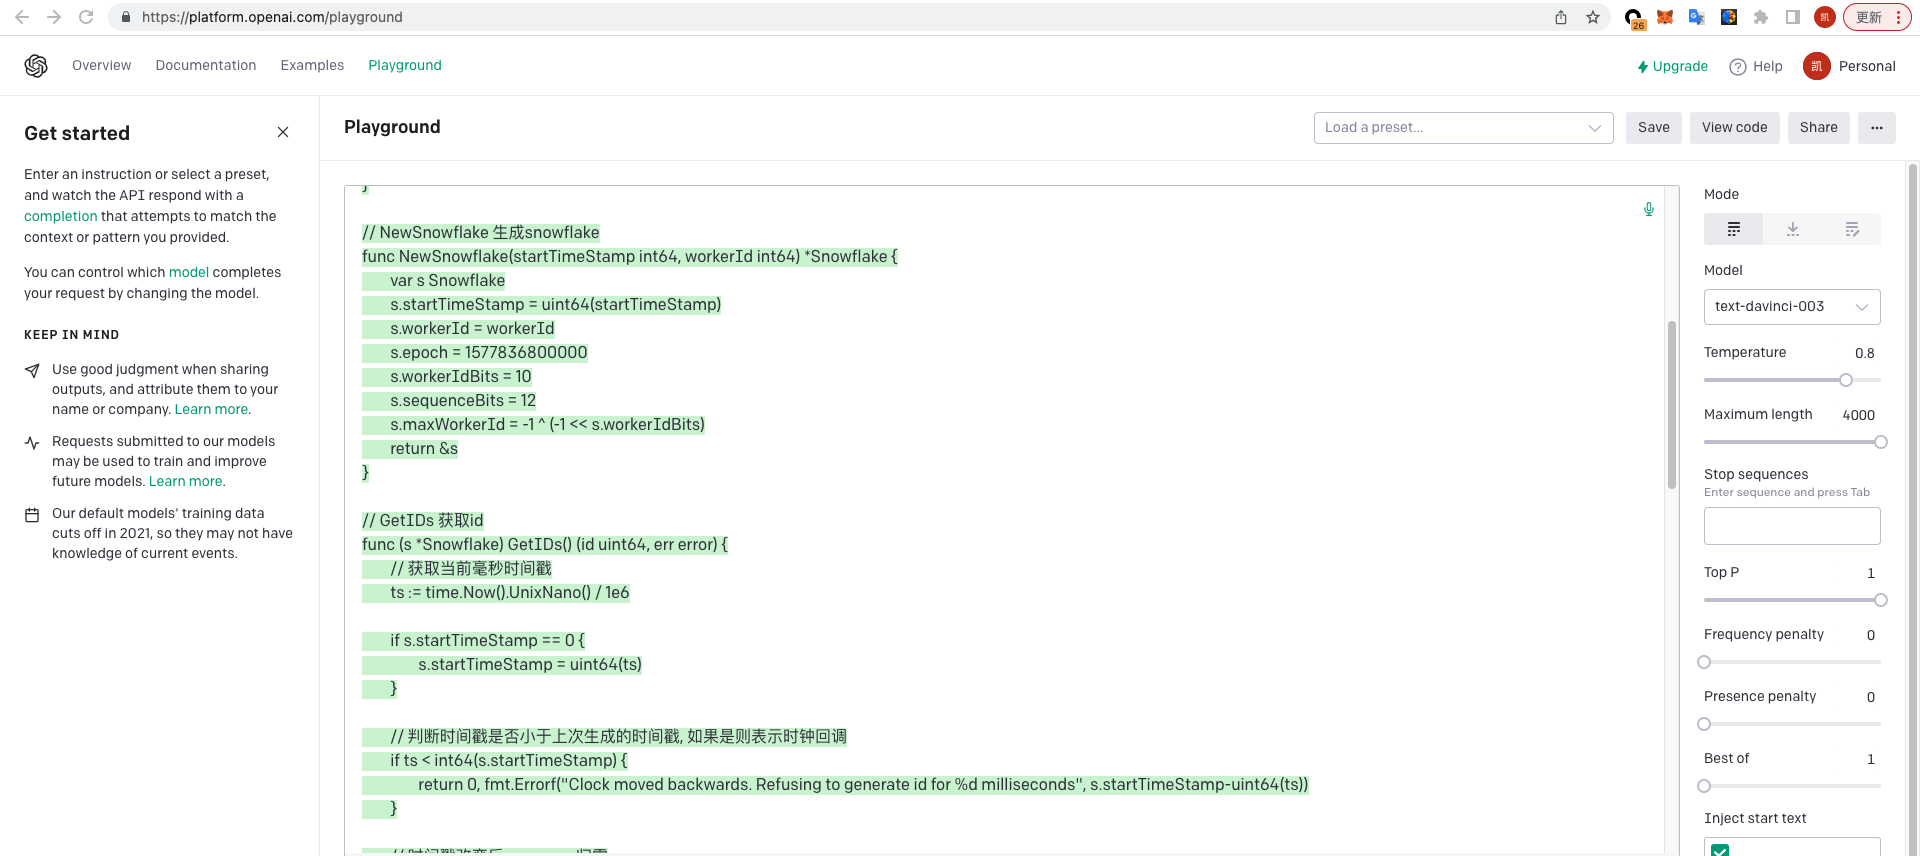 https://platform.openai.com/playground
26
凯
更新
Overview
Documentation
Examples
Playground
Upgrade
Help
凯
Personal
Get started
Enter an instruction or select a preset,
and watch the API respond with a
completion that attempts to match the
context or pattern you provided.
You can control which model completes
your request by changing the model.
KEEP IN MIND
Use good judgment when sharing
outputs, and attribute them to your
name or company. Learn more.
Requests submitted to our models
may be used to train and improve
future models. Learn more.
Our default models' training data
cuts off in 2021, so they may not have
knowledge of current events.
Playground
Load a preset...
Save
View code
Share
...
}
// NewSnowflake 生成snowflake
func NewSnowflake(startTimeStamp int64, workerId int64) *Snowflake {
var s Snowflake
s.startTimeStamp = uint64(startTimeStamp)
s.workerId = workerId
s.epoch = 1577836800000
s.workerIdBits = 10
s.sequenceBits = 12
s.maxWorkerId = -1 ^ (-1 << s.workerIdBits)
return &s
}
// GetIDs 获取id
func (s *Snowflake) GetIDs() (id uint64, err error) {
// 获取当前毫秒时间戳
ts := time.Now().UnixNano() / 1e6
if s.startTimeStamp == 0 {
s.startTimeStamp = uint64(ts)
}
// 判断时间戳是否小于上次生成的时间戳, 如果是则表示时钟回调
if ts < int64(s.startTimeStamp) {
return 0, fmt.Errorf("Clock moved backwards. Refusing to generate id for %d milliseconds", s.startTimeStamp-uint64(ts))
}
Mode
Model
text-davinci-003
Temperature 0.8
Maximum length 4000
Stop sequences
Enter sequence and press Tab
Top P 1
Frequency penalty 0
Presence penalty 0
Best of 1
Inject start text